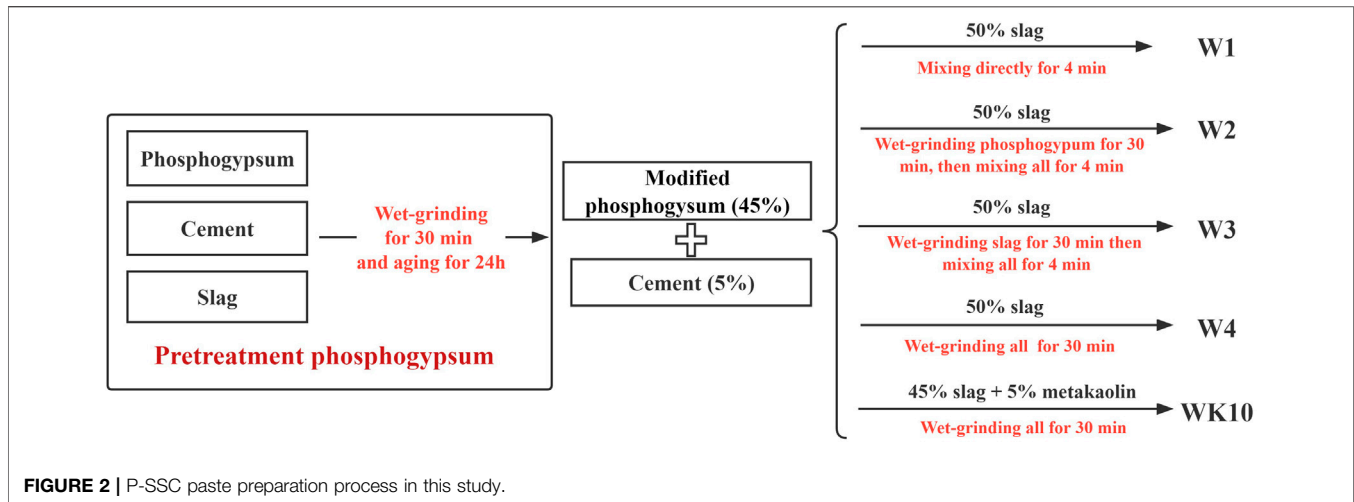 Phosphogypsum
Cement
Slag
Wet-grinding
for 30 min
and aging for 24h
Pretreatment phosphogypsum
Modified
phosphogysum (45%)
Cement (5%)
50% slag
Mixing directly for 4 min
W1
50% slag
Wet-grinding phosphogypum for 30
min, then mixing all for 4 min
W2
50% slag
Wet-grinding slag for 30 min then
mixing all for 4 min
W3
50% slag
Wet-grinding all for 30 min
W4
45% slag + 5% metakaolin
Wet-grinding all for 30 min
WK10
FIGURE 2 | P-SSC paste preparation process in this study.